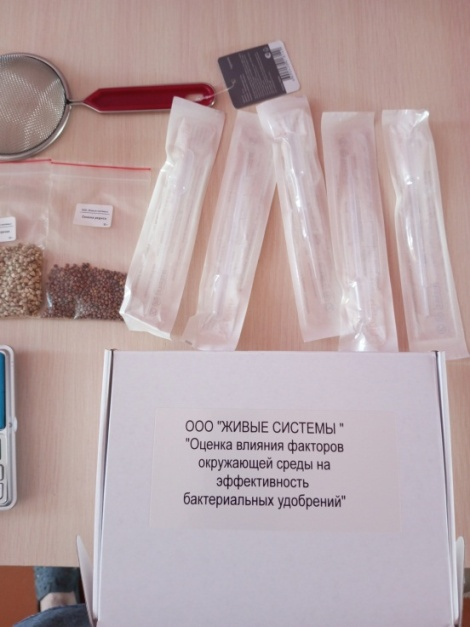 ООО "ЖИВЫЕ СИСТЕМЫ "
"Оценка влияния факторов
окружающей среды на
эффективность
бактериальных удобрений"